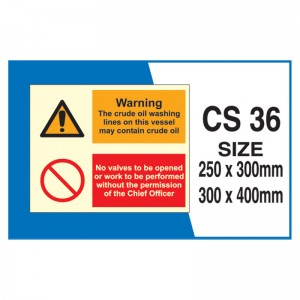 Warning
The crude oil washing
lines on this vessel
may contain crude oil
No valves to be opened
or work to be performed
without the permission
of the Chief Officer
CS 36
SIZE
250 x 300mm
300 x 400mm